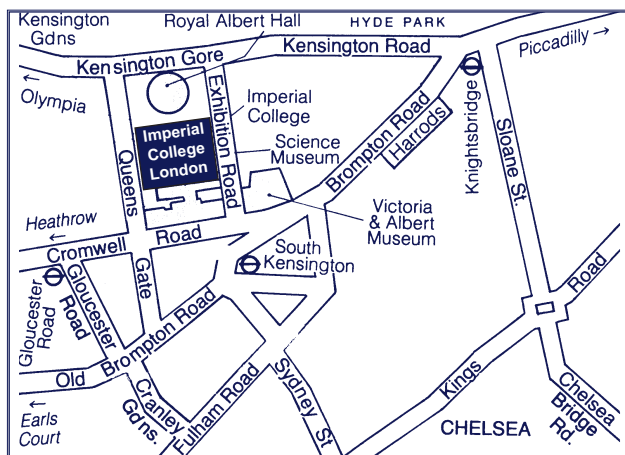 Kensington
Gdns
Royal Albert Hall
HYDE PARK
Piccadilly →
Kensington Road
Kensington Gore
←
Olympia
Imperial
College
Exhibition Road
Imperial
College
London
Science
Museum
Queens
Gate
Brompton Road
Harrods
Knightsbridge
Sloane St.
Victoria
& Albert
Museum
Heathrow
←
Cromwell Road
South
Kensington
Gloucester
Road
Gloucester
Road
Old Brompton Road
←
Earls
Court
Cranley
Gdns.
Fulham Road
Sydney St
Kings Road
CHELSEA
Chelsea
Bridge
Rd.